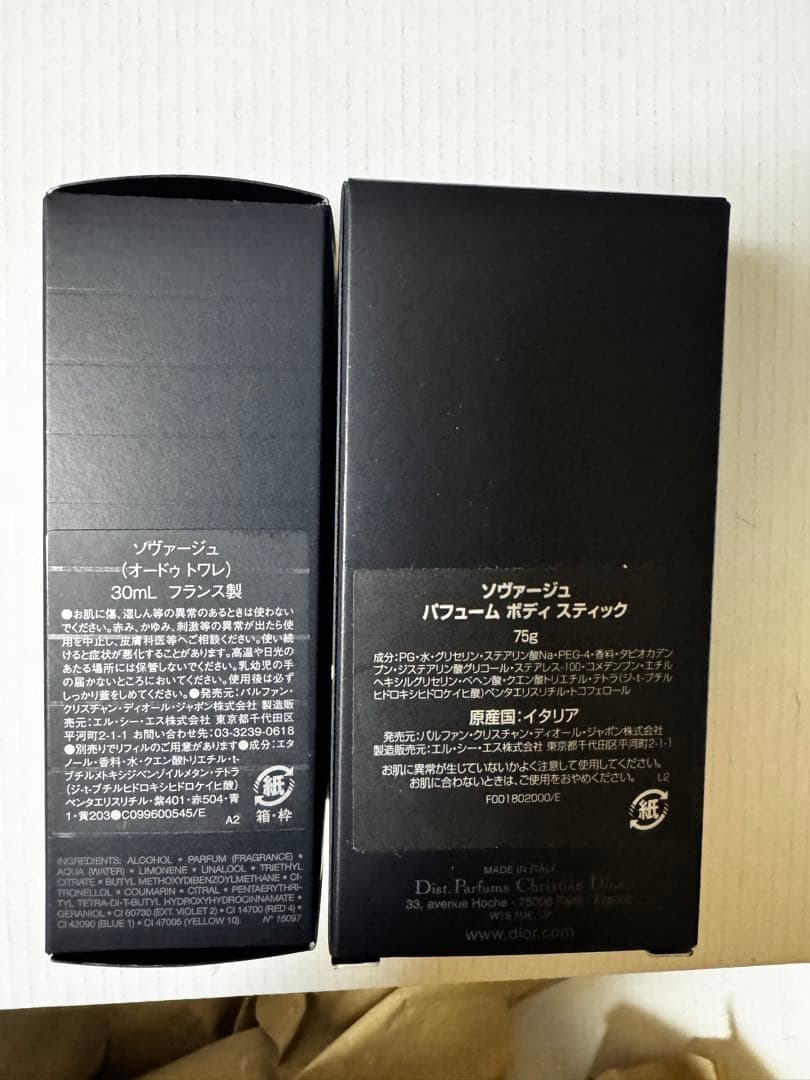 ソヴァージュ
(オードゥ トワレ)
30mL フランス製
●お肌に傷、湿しん等の異常のあるときは使わない
でください。赤み、かゆみ、刺激等の異常が出たら使
用を中止し、皮膚科医等へご相談ください。使い続
けると症状が悪化することがあります。高温や日光の
あたる場所には保管しないでください。乳幼児の手
の届かないところにおいてください。使用後は必ず
しっかり蓋をしめてください。●発売元:パルファン・
クリスチャン・ディオール・ジャポン株式会社 製造販
売元:エル・シー・エス株式会社 東京都千代田区
平河町2-1-1 お問い合せ先:03-3239-0618
●別売りでリフィルのご用意があります●成分:エタ
ノール・香料・水・クエン酸トリエチル・t-
ブチルメトキシジベンゾイルメタン・テトラ
(ジ-t-ブチルヒドロキシヒドロケイヒ酸)
ペンタエリスリチル・紫401・赤504・青
1・黄203●C099600545/E
A2
紙
箱・枠
INGREDIENTS: ALCOHOL • PARFUM (FRAGRANCE) •
AQUA (WATER) • LIMONENE • LINALOOL • TRIETHYL
CITRATE • BUTYL METHOXYDIBENZOYLMETHANE • CI-
TRONELLOL • COUMARIN • CITRAL • PENTAERYTHRI-
TYL TETRA-DI-T-BUTYL HYDROXYHYDROCINNAMATE •
GERANIOL • CI 60730 (EXT. VIOLET 2) • CI 14700 (RED 4) •
CI 42090 (BLUE 1) • CI 47005 (YELLOW 10). N° 15097
ソヴァージュ
パフューム ボディ スティック
75g
成分:PG・水・グリセリン・ステアリン酸Na・PEG-4・香料・タピオカデン
プン・ジステアリン酸グリコール・ステアレス-100・コメデンプン・エチル
ヘキシルグリセリン・ベヘン酸・クエン酸トリエチル・テトラ(ジ-t-ブチル
ヒドロキシヒドロケイヒ酸)ペンタエリスリチル・トコフェロール
原産国:イタリア
発売元:パルファン・クリスチャン・ディオール・ジャポン株式会社
製造販売元:エル・シー・エス株式会社 東京都千代田区平河町2-1-1
お肌に異常が生じていないかよく注意して使用してください。
お肌に合わないときは、ご使用をおやめください。
L2
F001802000/E
紙
MADE IN ITALY
Dist. Parfums Christian Dior
33, avenue Hoche - 75008 Paris - France
W1S
www.dior.com